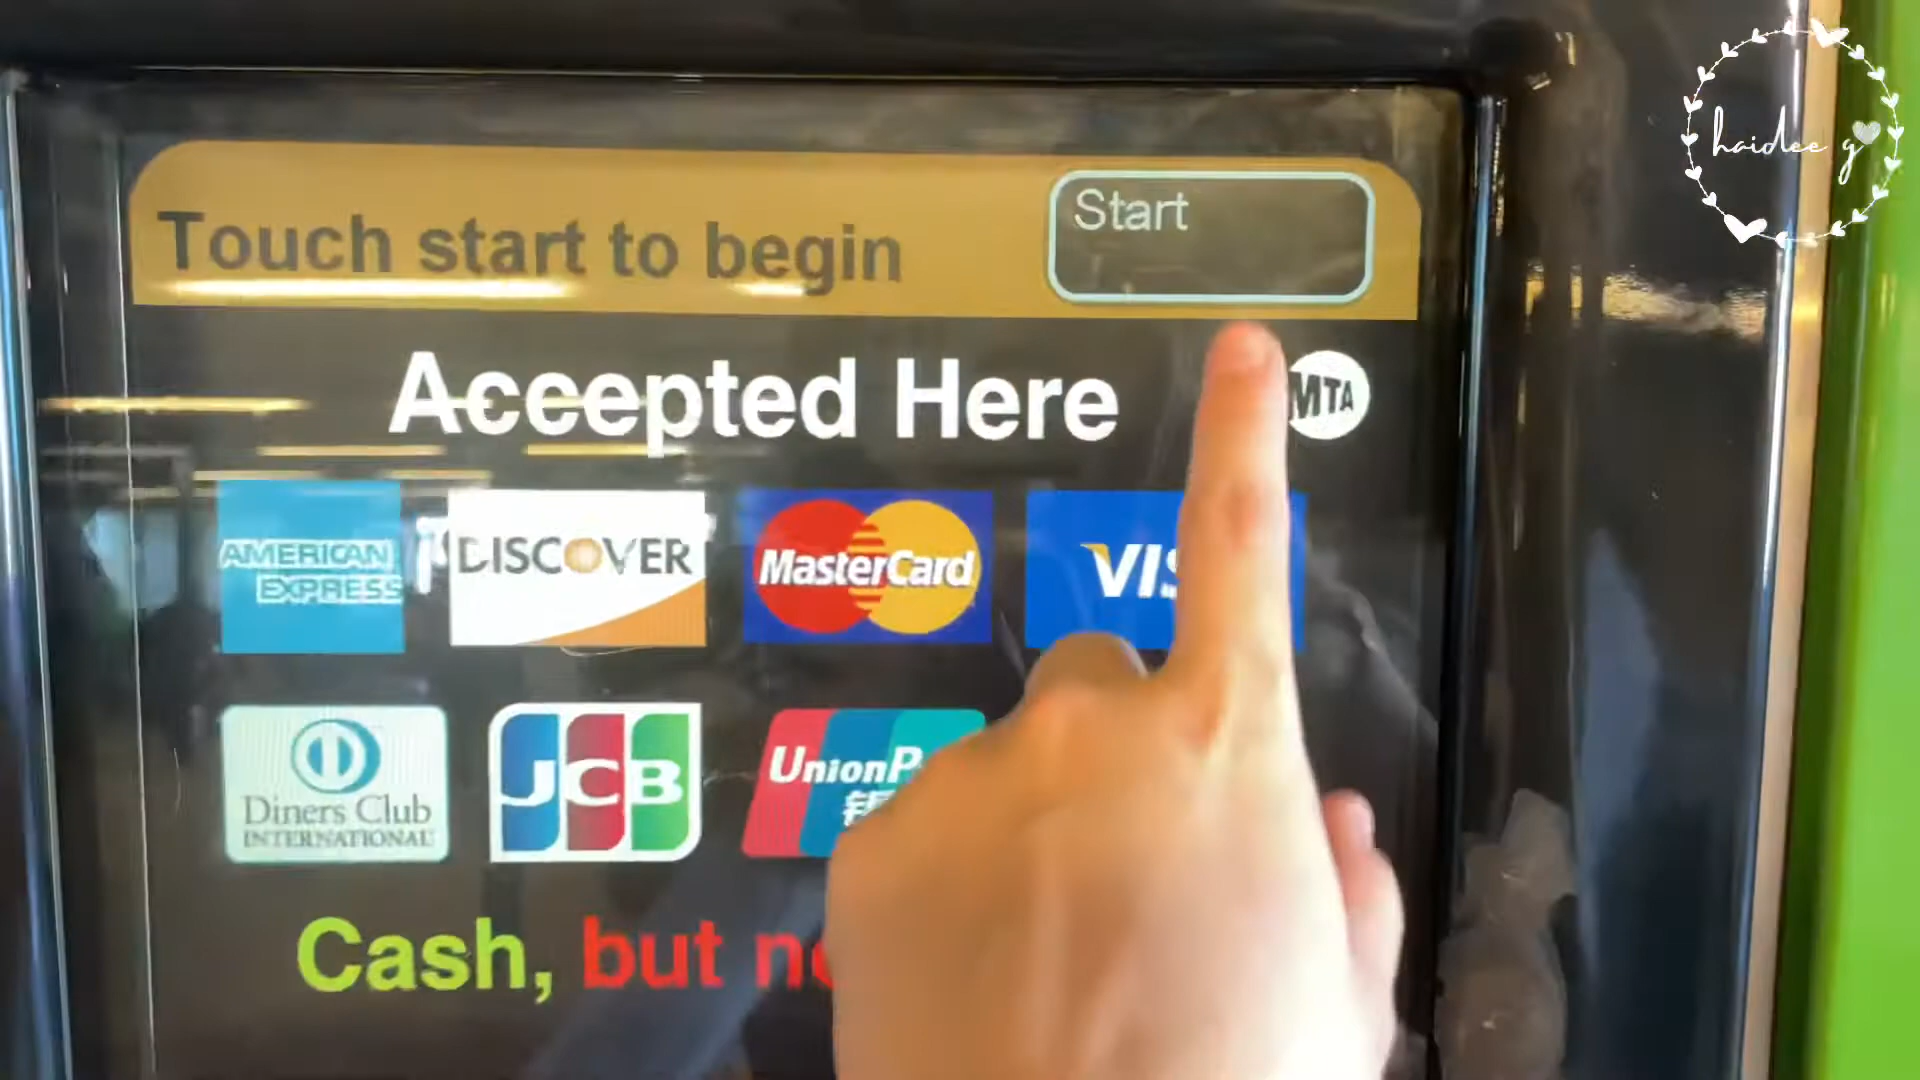 haidee g
Touch start to begin
Start
Accepted Here
MTA
AMERICAN
EXPRESS
DISCOVER
MasterCard
Diners Club
INTERNATIONAL
JCB
Cash, but